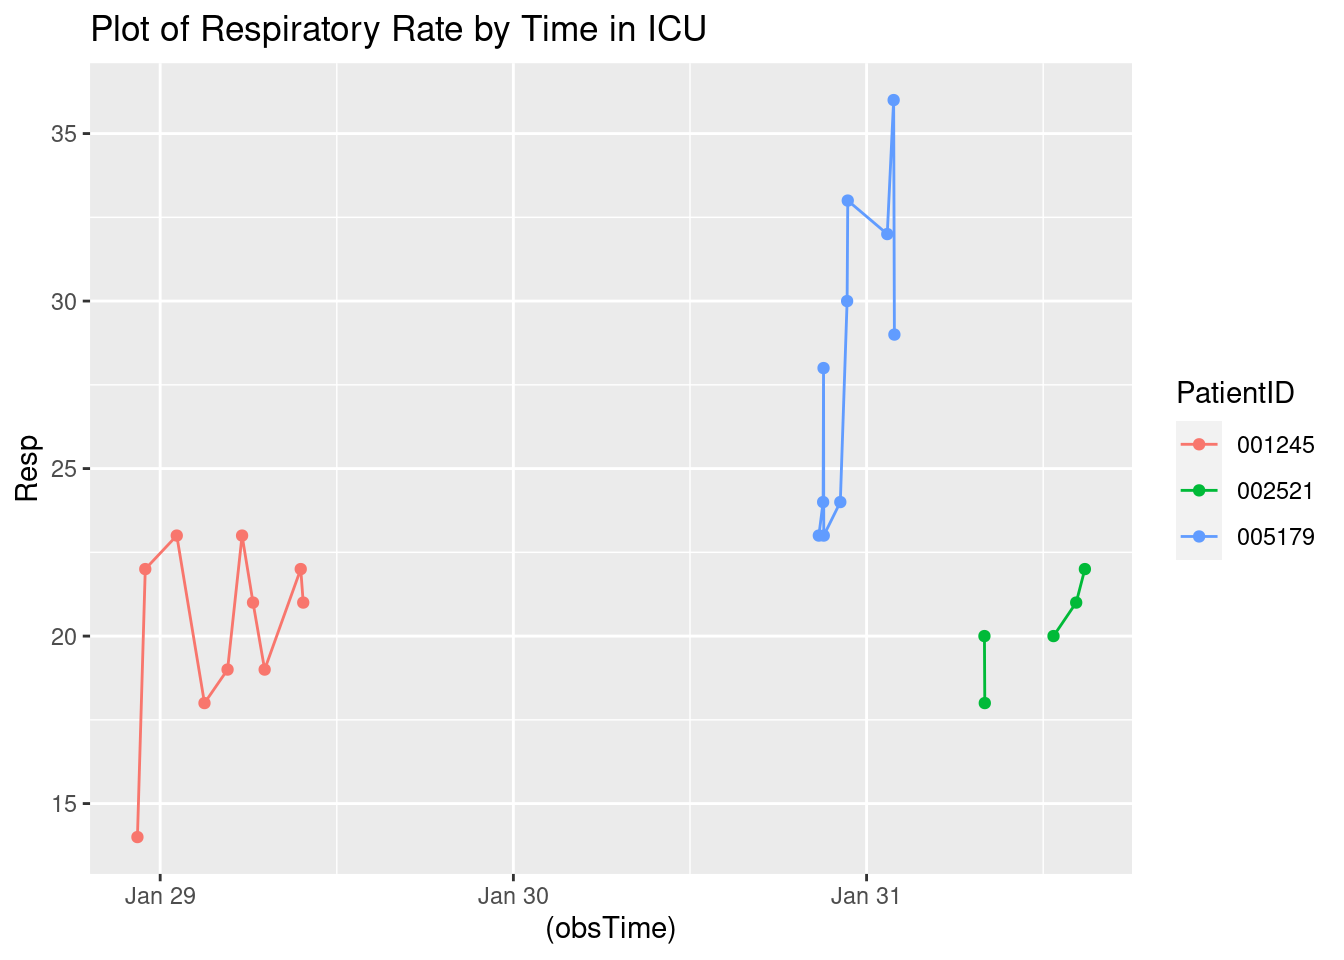 Plot of Respiratory Rate by Time in ICU
35
30
25
20
15
Resp
Jan 29
Jan 30
Jan 31
(obsTime)
PatientID
001245
002521
005179